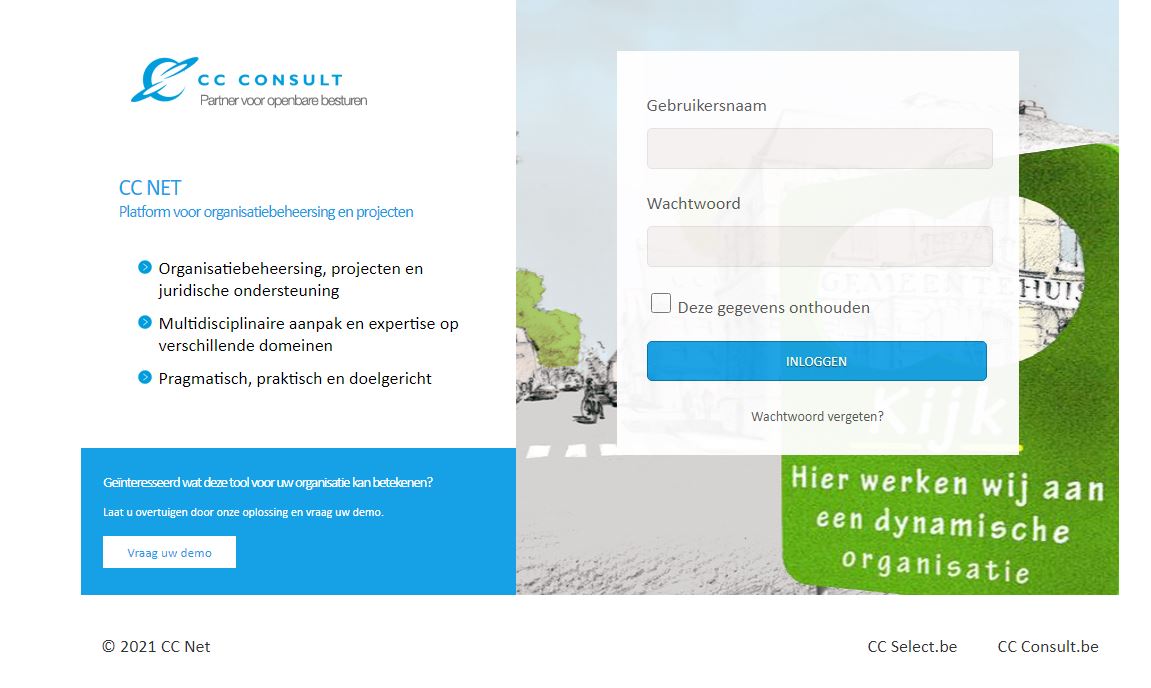 CC CONSULT
Partner voor openbare besturen
CC NET
Platform voor organisatiebeheersing en projecten
Organisatiebeheersing, projecten en
juridische ondersteuning
Multidisciplinaire aanpak en expertise op
verschillende domeinen
Pragmatisch, praktisch en doelgericht
Geïnteresseerd wat deze tool voor uw organisatie kan betekenen?
Laat u overtuigen door onze oplossing en vraag uw demo.
Vraag uw demo
Gebruikersnaam
Wachtwoord
Deze gegevens onthouden
INLOGGEN
Wachtwoord vergeten?
GEMEENTEHUIS
Kijk
Hier werken wij aan
een dynamische
organisatie
© 2021 CC Net
CC Select.be
CC Consult.be